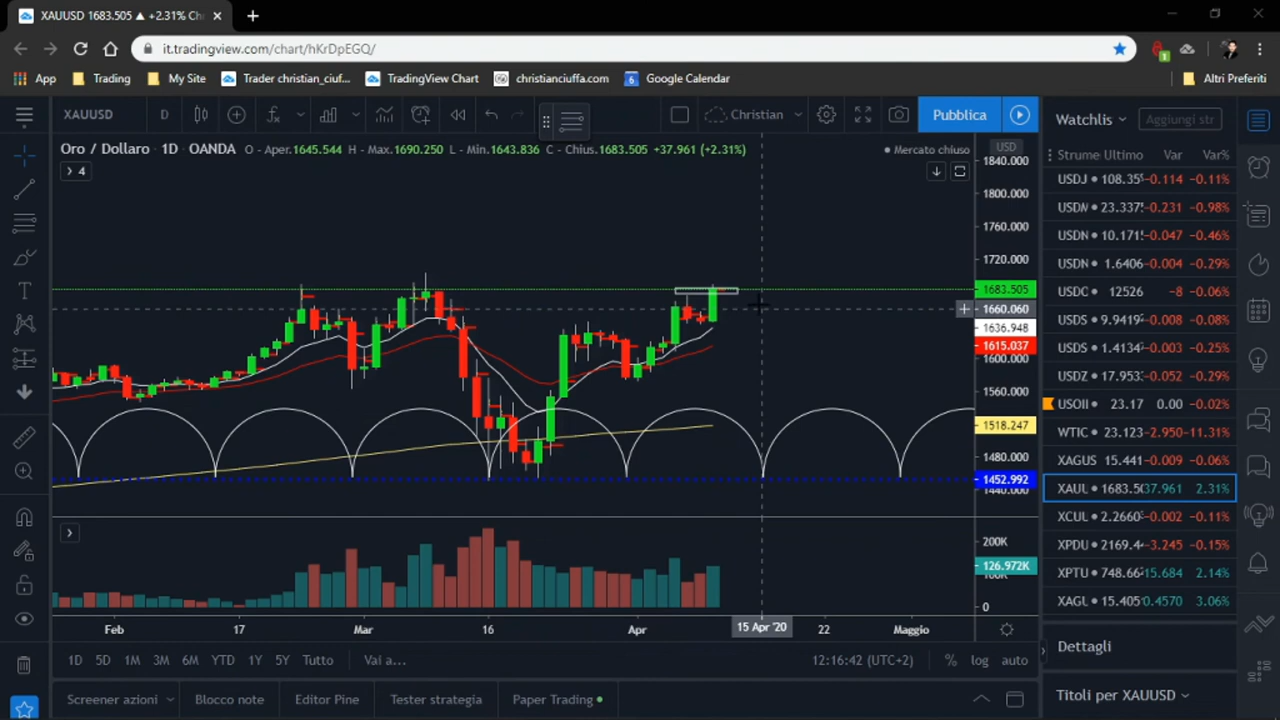 XAUUSD 1683.505 ▲ +2.31% Ch
it.tradingview.com/chart/hKrDpEGQ/
App Trading My Site Trader christian_ciuf... TradingView Chart christianciuffa.com 6 Google Calendar Altri Preferiti
XAUUSD D Christian Pubblica
Watchlis Aggiungi str
Oro / Dollaro · 1D · OANDA O - Aper.1645.544 H - Max.1690.250 L - Min.1643.836 C - Chius.1683.505 +37.961 (+2.31%) Mercato chiuso USD
4
Strume Ultimo Var Var%
1840.000
1800.000
1760.000
1720.000
1683.505
1660.060
1636.948
1615.037
1600.000
1560.000
1518.247
1480.000
1452.992
1440.000
200K
126.972K
100K
0
USDJ 108.35 -0.114 -0.11%
USDM 23.337 -0.231 -0.98%
USDN 10.171 -0.047 -0.46%
USDN 1.6406 -0.004 -0.29%
USDC 12526 -8 -0.06%
USDS 9.9419 -0.008 -0.08%
USDS 1.4134 -0.003 -0.25%
USDZ 17.953 -0.052 -0.29%
USOII 23.17 0.00 -0.02%
WTIC 23.123 -2.950 -11.31%
XAGUS 15.441 -0.009 -0.06%
XAUL 1683.50 37.961 2.31%
XCUL 2.2660 -0.002 -0.11%
XPDU 2169.4 -3.245 -0.15%
XPTU 748.66 15.684 2.14%
XAGL 15.405 0.4570 3.06%
Feb 17 Mar 16 Apr 15 Apr '20 22 Maggio
1D 5D 1M 3M 6M YTD 1Y 5Y Tutto Vai a... 12:16:42 (UTC+2) % log auto
Dettagli
Screener azioni Blocco note Editor Pine Tester strategia Paper Trading
Titoli per XAUUSD